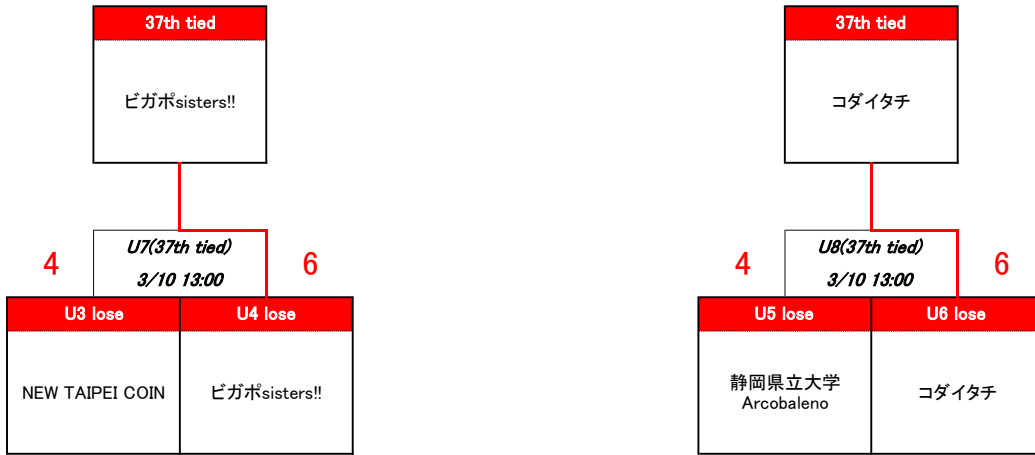 37th tied
ビガポsisters!!
U7(37th tied)
3/10 13:00
4
6
U3 lose
U4 lose
NEW TAIPEI COIN
ビガポsisters!!
37th tied
コダイタチ
U8(37th tied)
3/10 13:00
4
6
U5 lose
U6 lose
静岡県立大学
Arcobaleno
コダイタチ